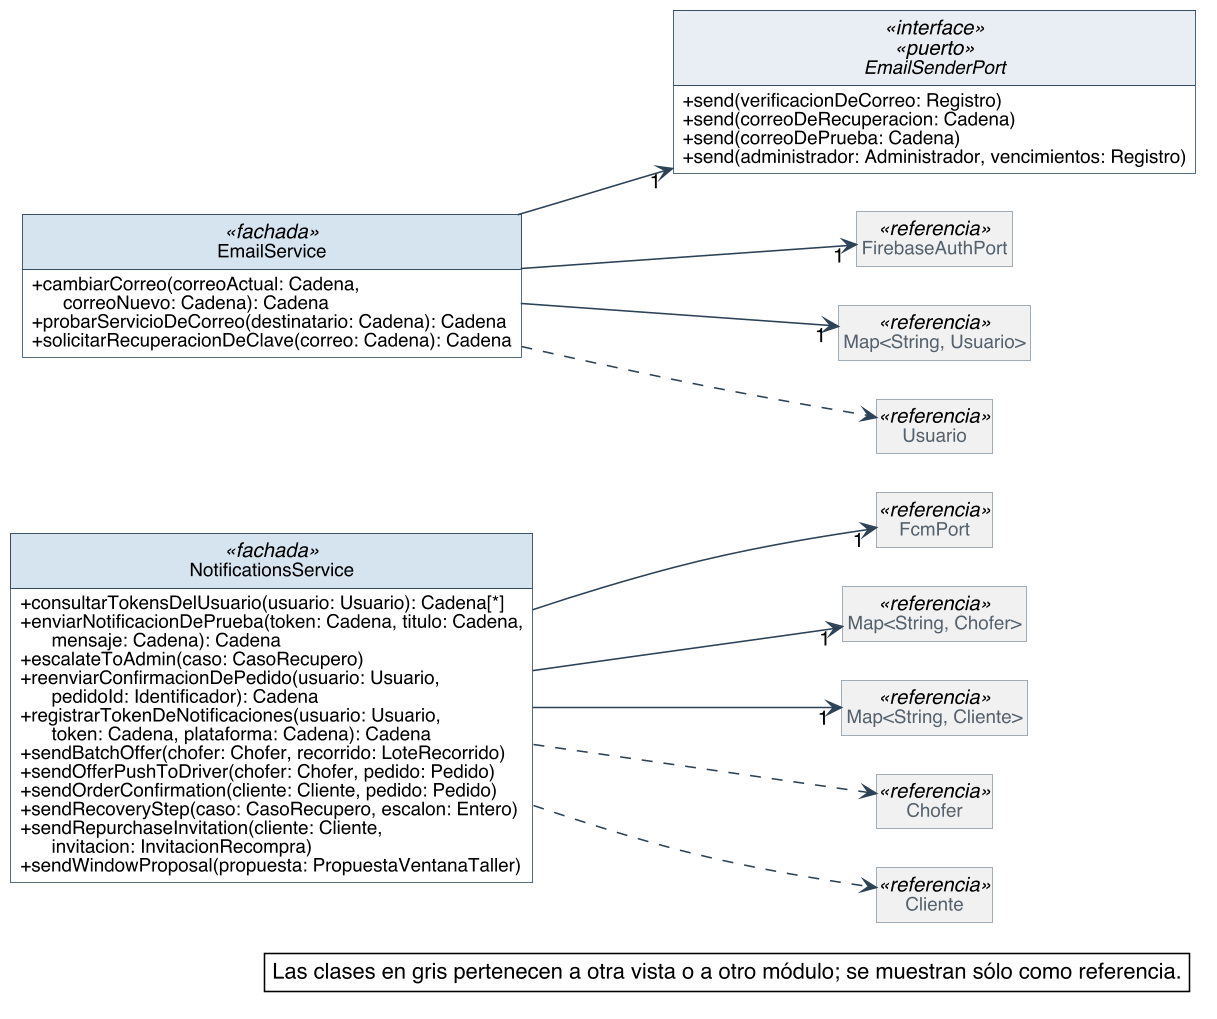 «interface»
«puerto»
EmailSenderPort
+send(verificacionDeCorreo: Registro)
+send(correoDeRecuperacion: Cadena)
+send(correoDePrueba: Cadena)
+send(administrador: Administrador, vencimientos: Registro)
1
«fachada»
EmailService
+cambiarCorreo(correoActual: Cadena,
correoNuevo: Cadena): Cadena
+probarServicioDeCorreo(destinatario: Cadena): Cadena
+solicitarRecuperacionDeClave(correo: Cadena): Cadena
«referencia»
FirebaseAuthPort
1
«referencia»
Map<String, Usuario>
1
«referencia»
Usuario
«referencia»
FcmPort
1
«fachada»
NotificationsService
+consultarTokensDelUsuario(usuario: Usuario): Cadena[*]
+enviarNotificacionDePrueba(token: Cadena, titulo: Cadena,
mensaje: Cadena): Cadena
+escalateToAdmin(caso: CasoRecupero)
+reenviarConfirmacionDePedido(usuario: Usuario,
pedidoId: Identificador): Cadena
+registrarTokenDeNotificaciones(usuario: Usuario,
token: Cadena, plataforma: Cadena): Cadena
+sendBatchOffer(chofer: Chofer, recorrido: LoteRecorrido)
+sendOfferPushToDriver(chofer: Chofer, pedido: Pedido)
+sendOrderConfirmation(cliente: Cliente, pedido: Pedido)
+sendRecoveryStep(caso: CasoRecupero, escalon: Entero)
+sendRepurchaseInvitation(cliente: Cliente,
invitacion: InvitacionRecompra)
+sendWindowProposal(propuesta: PropuestaVentanaTaller)
«referencia»
Map<String, Chofer>
1
«referencia»
Map<String, Cliente>
1
«referencia»
Chofer
«referencia»
Cliente
Las clases en gris pertenecen a otra vista o a otro módulo; se muestran sólo como referencia.